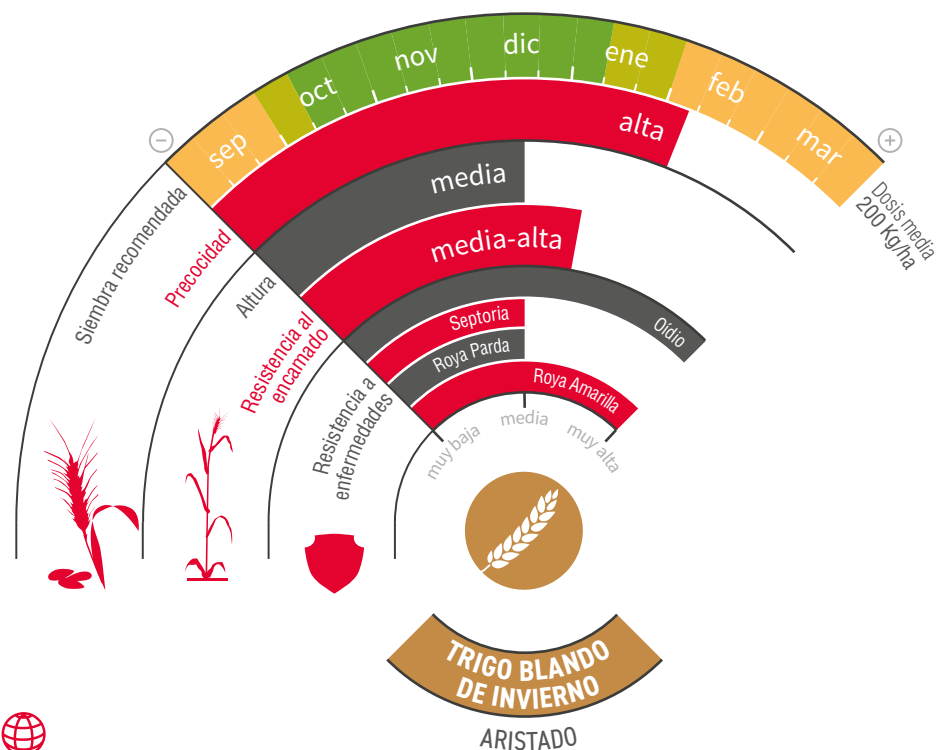 sep
oct
nov
dic
ene
feb
mar
−
+
Siembra recomendada
Dosis media
200 Kg/ha
Precocidad
alta
Altura
media
Resistencia al
encamado
media-alta
Resistencia a
enfermedades
Oídio
Septoria
Roya Parda
Roya Amarilla
muy baja
media
muy alta
TRIGO BLANDO
DE INVIERNO
ARISTADO